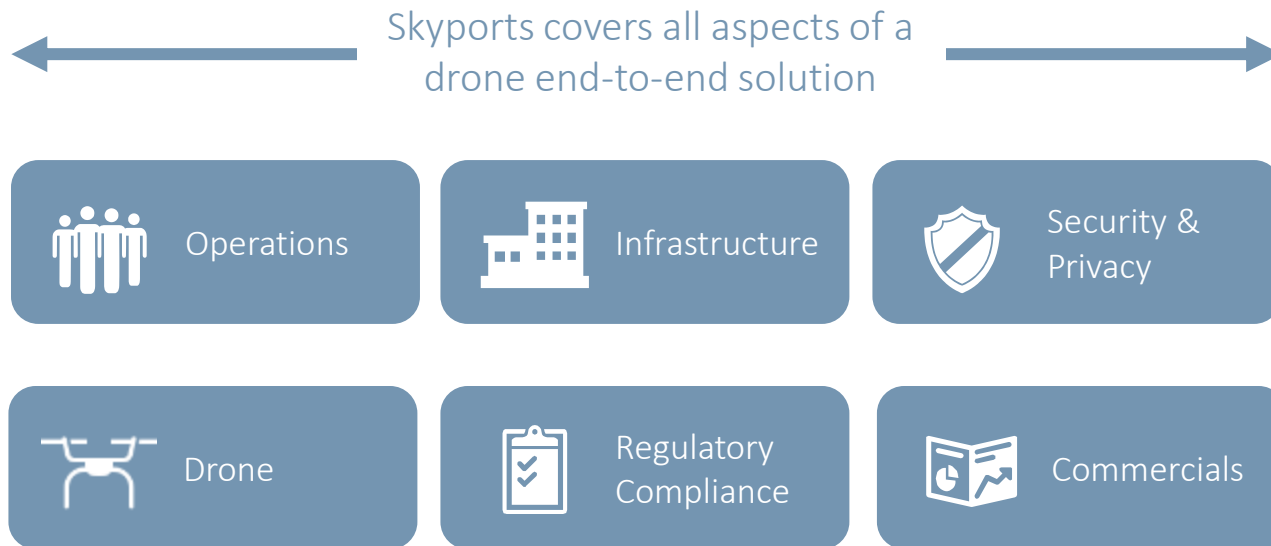 Skyports covers all aspects of a
drone end-to-end solution
Operations
Infrastructure
Security &
Privacy
Drone
Regulatory
Compliance
Commercials